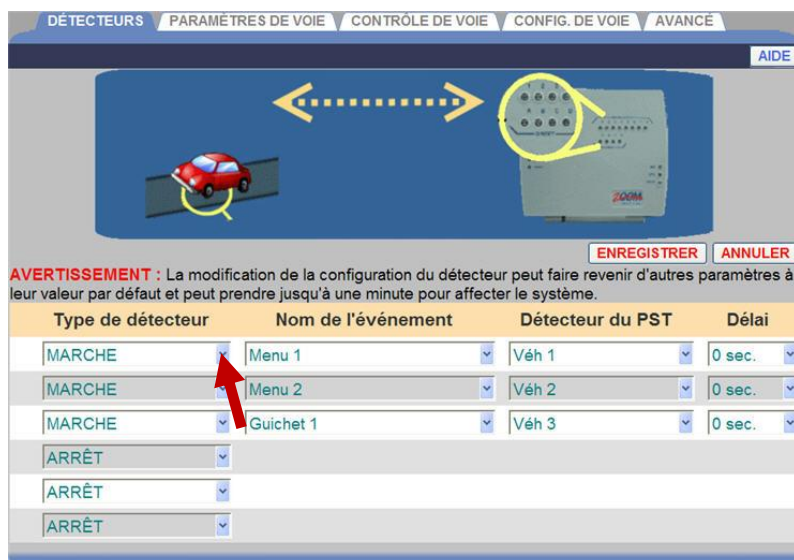 DÉTECTEURS PARAMÈTRES DE VOIE CONTRÔLE DE VOIE CONFIG. DE VOIE AVANCÉ
AIDE
ZOOM
ENREGISTRER ANNULER
AVERTISSEMENT : La modification de la configuration du détecteur peut faire revenir d'autres paramètres à
leur valeur par défaut et peut prendre jusqu'à une minute pour affecter le système.
Type de détecteur Nom de l'événement Détecteur du PST Délai
MARCHE Menu 1 Véh 1 0 sec.
MARCHE Menu 2 Véh 2 0 sec.
MARCHE Guichet 1 Véh 3 0 sec.
ARRÊT
ARRÊT
ARRÊT